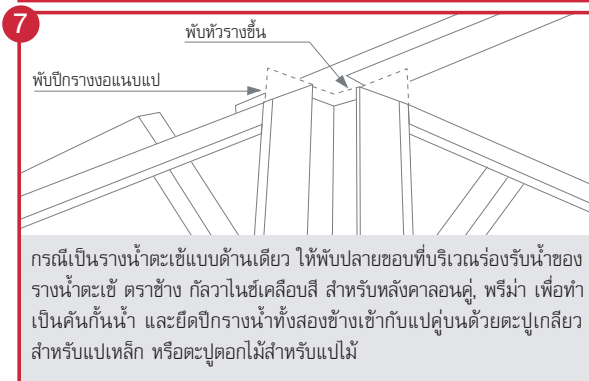 7
พับหัวรางขึ้น
พับปีกรางงอแนบแป
กรณีเป็นรางน้ำตะเข้แบบด้านเดียว ให้พับปลายขอบที่บริเวณร่องรับน้ำของ
รางน้ำตะเข้ ตราช้าง กัลวาไนซ์เคลือบสี สำหรับหลังคาลอนคู่, พรีม่า เพื่อทำ
เป็นคันกั้นน้ำ และยึดปีกรางน้ำทั้งสองข้างเข้ากับแปคู่บนด้วยตะปูเกลียว
สำหรับแปเหล็ก หรือตะปูตอกไม้สำหรับแปไม้